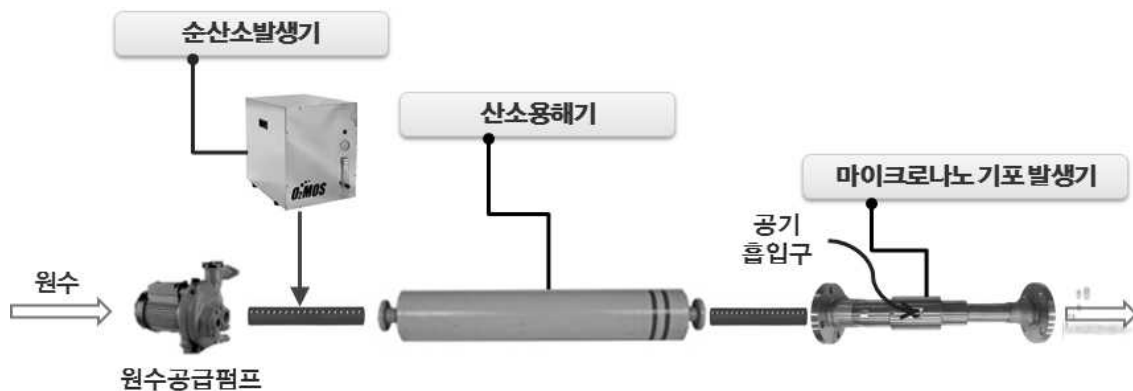 순산소발생기
산소용해기
마이크로나노 기포 발생기
공기
흡입구
원수
O₂MOS
원수공급펌프